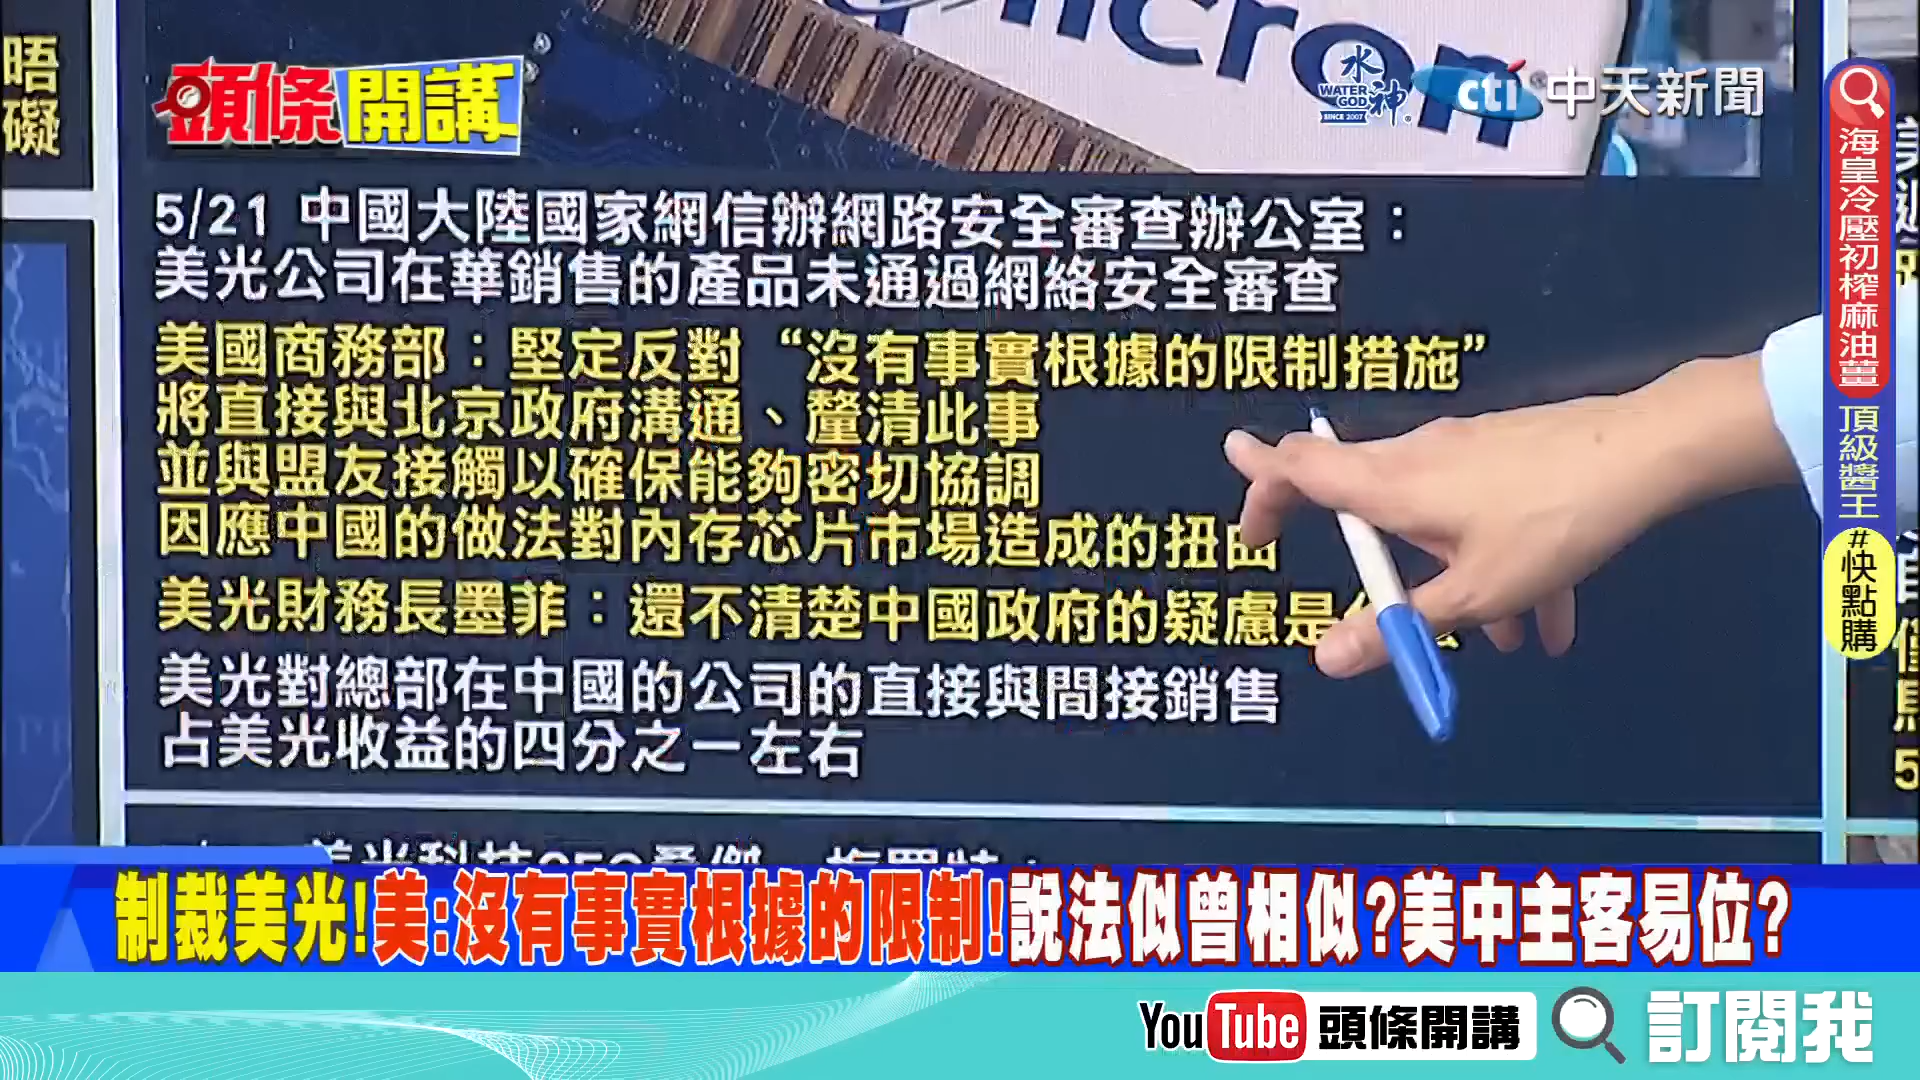 Micron
頭條開講
水神
WATER GOD
SINCE 2007
cti 中天新聞
5/21 中國大陸國家網信辦網路安全審查辦公室：
美光公司在華銷售的產品未通過網絡安全審查
美國商務部：堅定反對“沒有事實根據的限制措施”
將直接與北京政府溝通、釐清此事
並與盟友接觸以確保能夠密切協調
因應中國的做法對內存芯片市場造成的扭曲
美光財務長墨菲：還不清楚中國政府的疑慮是
美光對總部在中國的公司的直接與間接銷售
占美光收益的四分之一左右
晤
礙
海皇冷壓初榨麻油薑
頂級醬王
#快點購
制裁美光!美:沒有事實根據的限制!說法似曾相似?美中主客易位?
YouTube 頭條開講 訂閱我